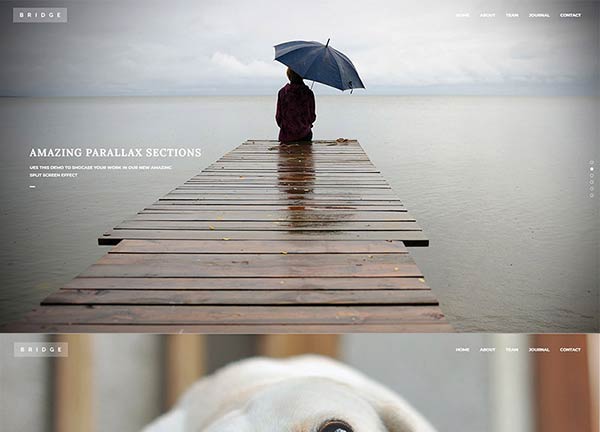 BRIDGE
HOME ABOUT TEAM JOURNAL CONTACT
AMAZING PARALLAX SECTIONS
UES THIS DEMO TO SHOCASE YOUR WORK IN OUR NEW AMAZING
SPLIT SCREEN EFFECT
BRIDGE
HOME ABOUT TEAM JOURNAL CONTACT